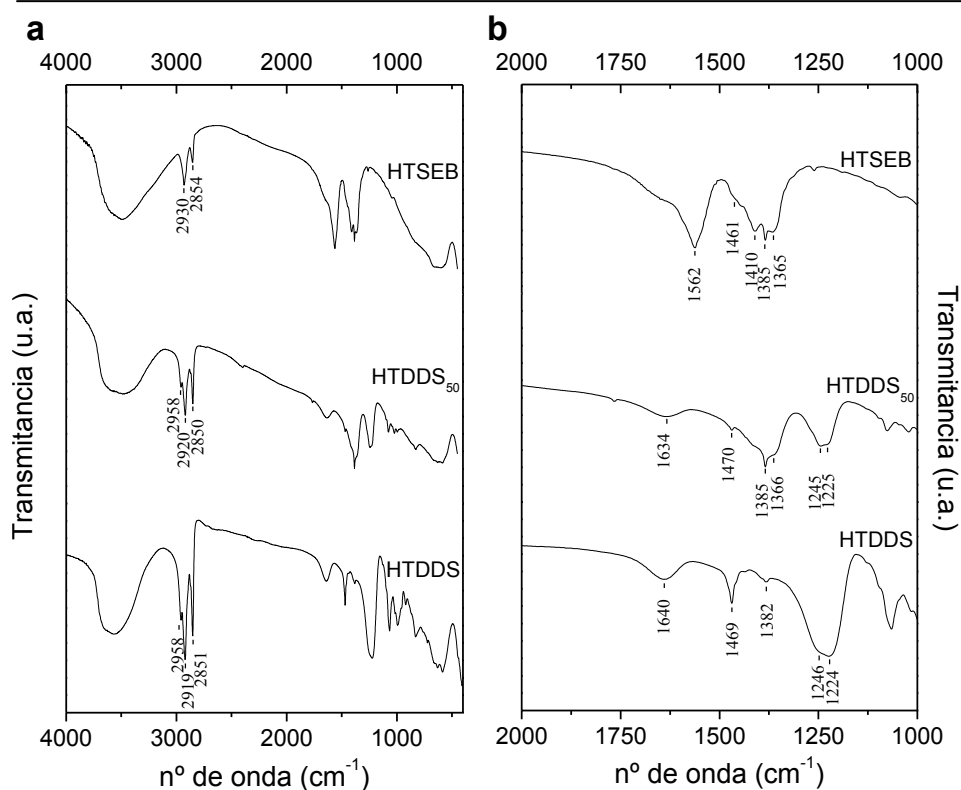 a
4000 3000 2000 1000
HTSEB
2930
2854
HTDDS₅₀
2958
2920
2850
HTDDS
2958
2919
2851
4000 3000 2000 1000
nº de onda (cm⁻¹)
Transmitancia (u.a.)
b
2000 1750 1500 1250 1000
HTSEB
1562
1461
1410
1385
1365
HTDDS₅₀
1634
1470
1385
1366
1245
1225
HTDDS
1640
1469
1382
1246
1224
2000 1750 1500 1250 1000
nº de onda (cm⁻¹)
Transmitancia (u.a.)